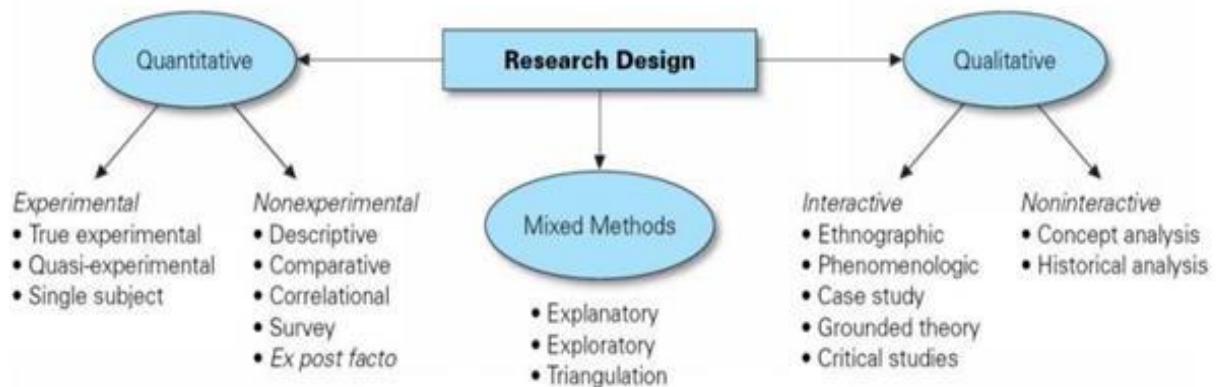 Quantitative
Research Design
Qualitative
Experimental
• True experimental
• Quasi-experimental
• Single subject
Nonexperimental
• Descriptive
• Comparative
• Correlational
• Survey
• Ex post facto
Mixed Methods
• Explanatory
• Exploratory
• Triangulation
Interactive
• Ethnographic
• Phenomenologic
• Case study
• Grounded theory
• Critical studies
Noninteractive
• Concept analysis
• Historical analysis